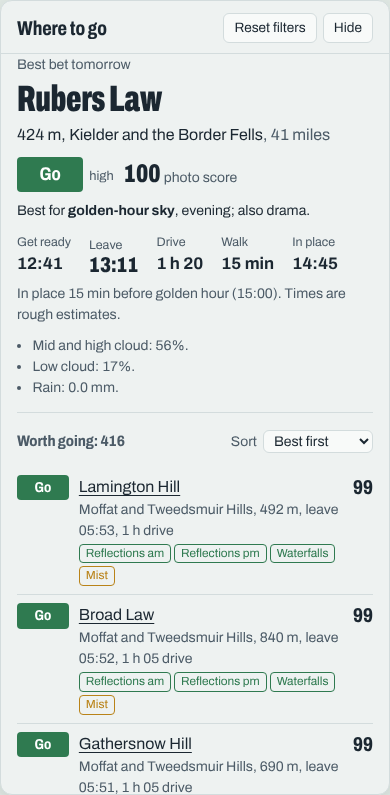 Where to go
Reset filters
Hide
Best bet tomorrow
Rubers Law
424 m, Kielder and the Border Fells, 41 miles
Go high 100 photo score
Best for golden-hour sky, evening; also drama.
Get ready Leave Drive Walk In place
12:41 13:11 1 h 20 15 min 14:45
In place 15 min before golden hour (15:00). Times are
rough estimates.
• Mid and high cloud: 56%.
• Low cloud: 17%.
• Rain: 0.0 mm.
Worth going: 416
Sort Best first
Go Lamington Hill 99
Moffat and Tweedsmuir Hills, 492 m, leave
05:53, 1 h drive
Reflections am Reflections pm Waterfalls
Mist
Go Broad Law 99
Moffat and Tweedsmuir Hills, 840 m, leave
05:52, 1 h 05 drive
Reflections am Reflections pm Waterfalls
Mist
Go Gathersnow Hill 99
Moffat and Tweedsmuir Hills, 690 m, leave
05:51, 1 h 05 drive